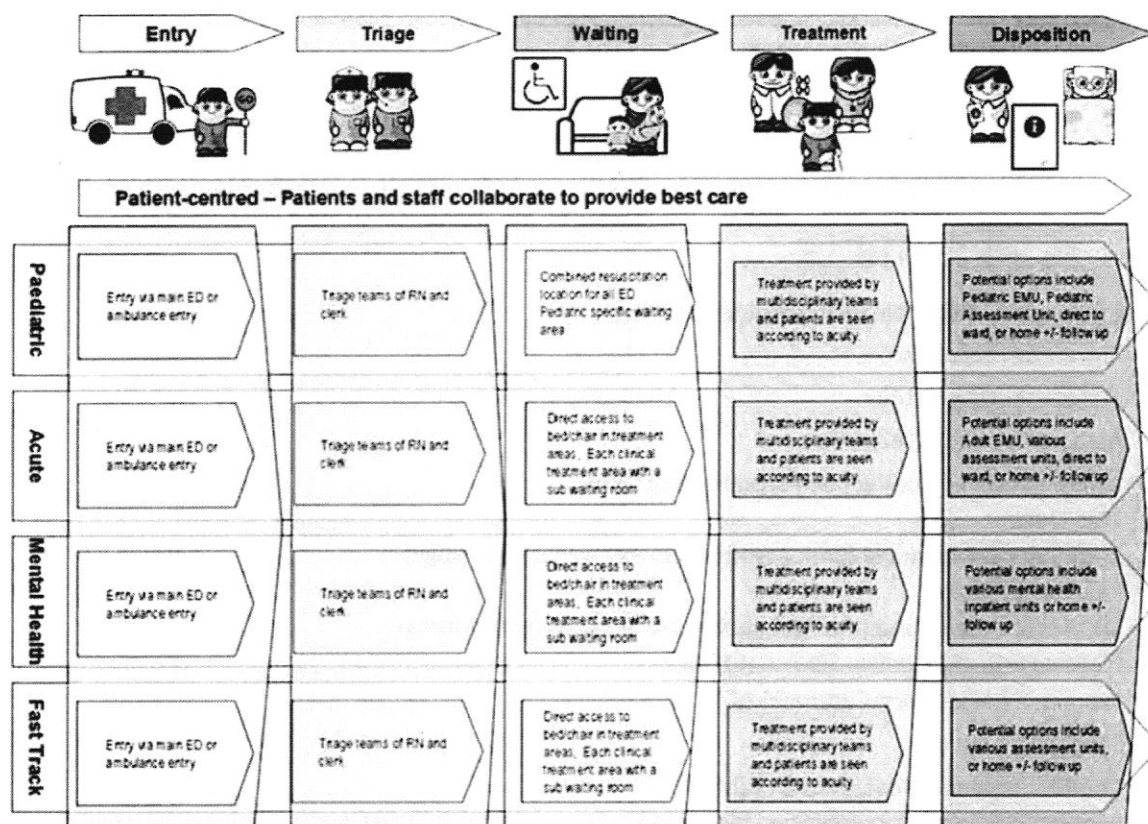 Entry
Triage
Waiting
Treatment
Disposition
GO
Patient-centred – Patients and staff collaborate to provide best care
Paediatric
Entry via main ED or
ambulance entry
Triage teams of RN and
clerk
Combined resuscitation
location for all ED
Pediatric specific waiting
area
Treatment provided by
multidisciplinary teams
and patients are seen
according to acuity.
Potential options include
Pediatric EMU, Pediatric
Assessment Unit, direct to
ward, or home +/- follow up
Acute
Entry via main ED or
ambulance entry
Triage teams of RN and
clerk
Direct access to
bed/chair in treatment
areas, Each clinical
treatment area with a
sub waiting room
Treatment provided by
multidisciplinary teams
and patients are seen
according to acuity
Potential options include
Adult EMU, various
assessment units, direct to
ward, or home +/- follow up
Mental Health
Entry via main ED or
ambulance entry
Triage teams of RN and
clerk
Direct access to
bed/chair in treatment
areas, Each clinical
treatment area with a
sub waiting room
Treatment provided by
multidisciplinary teams
and patients are seen
according to acuity
Potential options include
various mental health
inpatient units or home +/-
follow up
Fast Track
Entry via main ED or
ambulance entry
Triage teams of RN and
clerk
Direct access to
bed/chair in treatment
areas, Each clinical
treatment area with a
sub waiting room
Treatment provided by
multidisciplinary teams
and patients are seen
according to acuity
Potential options include
various assessment units,
or home +/- follow up